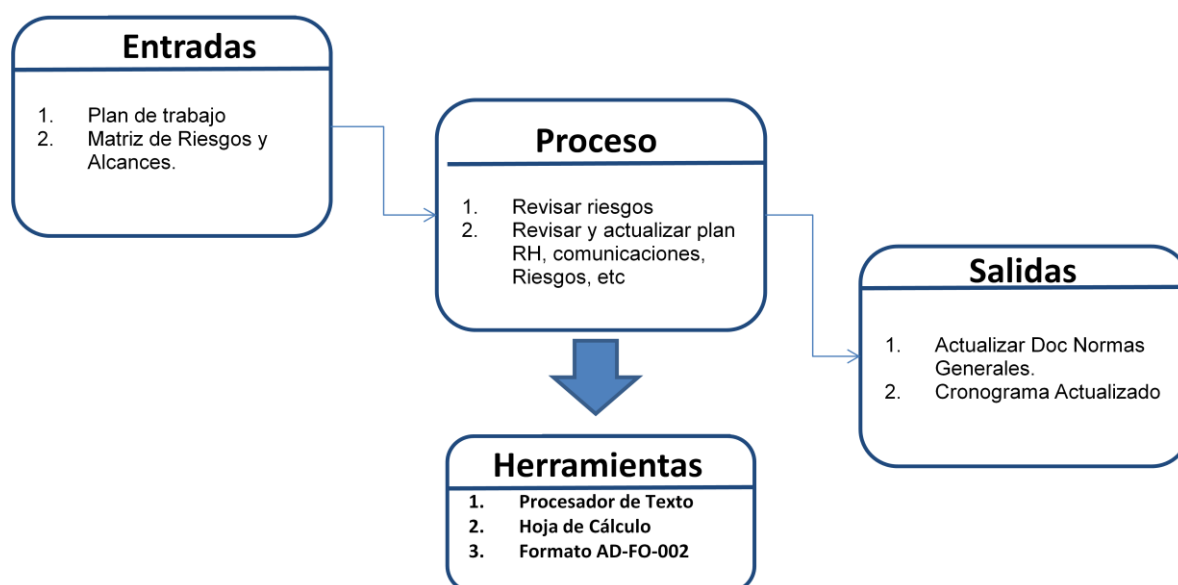 Entradas
1. Plan de trabajo
2. Matriz de Riesgos y
Alcances.
Proceso
1. Revisar riesgos
2. Revisar y actualizar plan
RH, comunicaciones,
Riesgos, etc
Salidas
1. Actualizar Doc Normas
Generales.
2. Cronograma Actualizado
Herramientas
1. Procesador de Texto
2. Hoja de Cálculo
3. Formato AD-FO-002